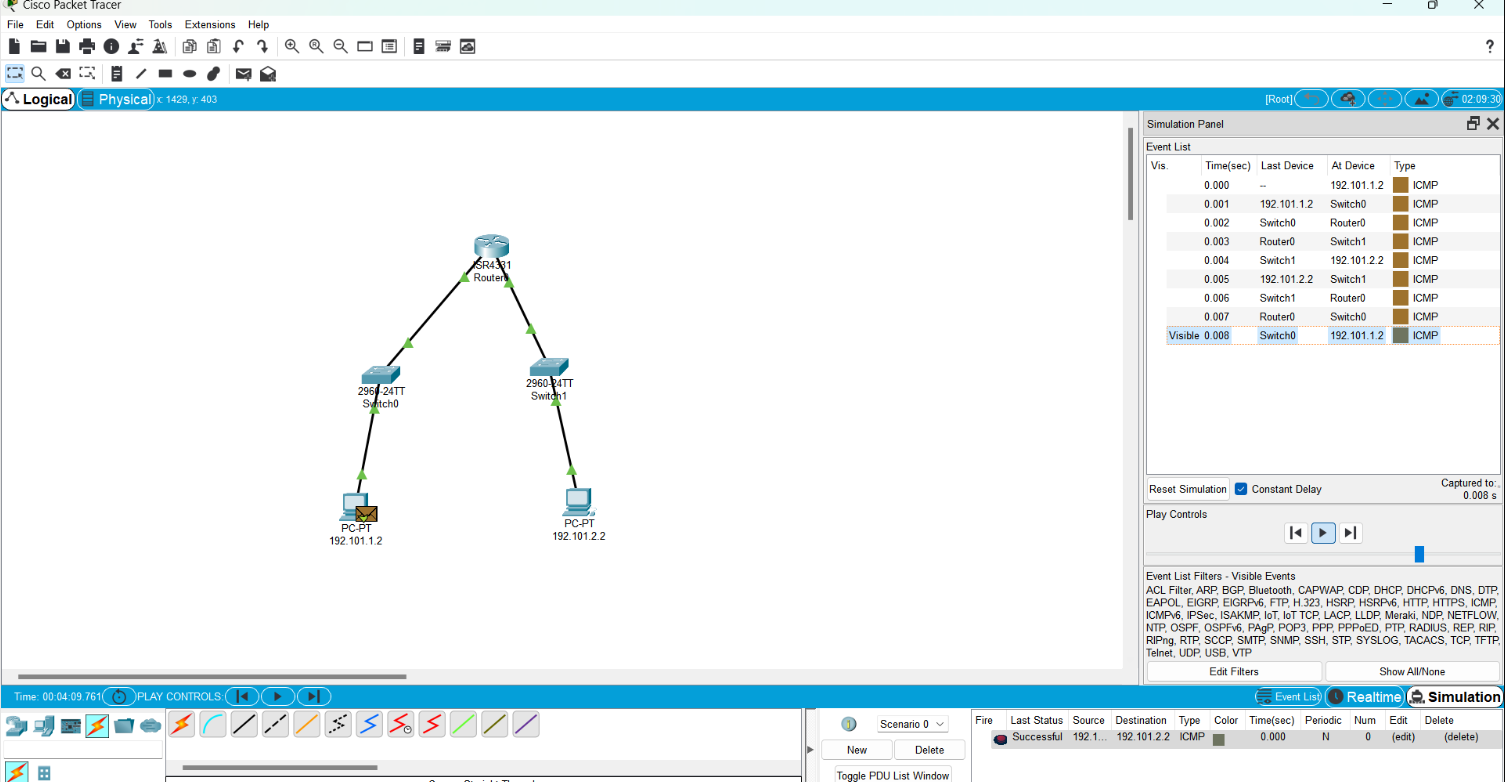 Cisco Packet Tracer
File Edit Options View Tools Extensions Help
?
Logical Physical x: 1429, y: 403 [Root] 02:09:30
ISR4331
Router0
2960-24TT
Switch0
2960-24TT
Switch1
PC-PT
192.101.1.2
PC-PT
192.101.2.2
Simulation Panel
Event List
Vis. Time(sec) Last Device At Device Type
0.000 -- 192.101.1.2 ICMP
0.001 192.101.1.2 Switch0 ICMP
0.002 Switch0 Router0 ICMP
0.003 Router0 Switch1 ICMP
0.004 Switch1 192.101.2.2 ICMP
0.005 192.101.2.2 Switch1 ICMP
0.006 Switch1 Router0 ICMP
0.007 Router0 Switch0 ICMP
Visible 0.008 Switch0 192.101.1.2 ICMP
Reset Simulation Constant Delay Captured to:
0.008 s
Play Controls
Event List Filters - Visible Events
ACL Filter, ARP, BGP, Bluetooth, CAPWAP, CDP, DHCP, DHCPv6, DNS, DTP,
EAPOL, EIGRP, EIGRPv6, FTP, H.323, HSRP, HSRPv6, HTTP, HTTPS, ICMP,
ICMPv6, IPSec, ISAKMP, IoT, IoT TCP, LACP, LLDP, Meraki, NDP, NETFLOW,
NTP, OSPF, OSPFv6, PAgP, POP3, PPP, PPPoED, PTP, RADIUS, REP, RIP,
RIPng, RTP, SCCP, SMTP, SNMP, SSH, STP, SYSLOG, TACACS, TCP, TFTP,
Telnet, UDP, USB, VTP
Edit Filters Show All/None
Time: 00:04:09.761 PLAY CONTROLS: Event List Realtime Simulation
Scenario 0
New Delete
Toggle PDU List Window
Fire Last Status Source Destination Type Color Time(sec) Periodic Num Edit Delete
Successful 192.1... 192.101.2.2 ICMP 0.000 N 0 (edit) (delete)